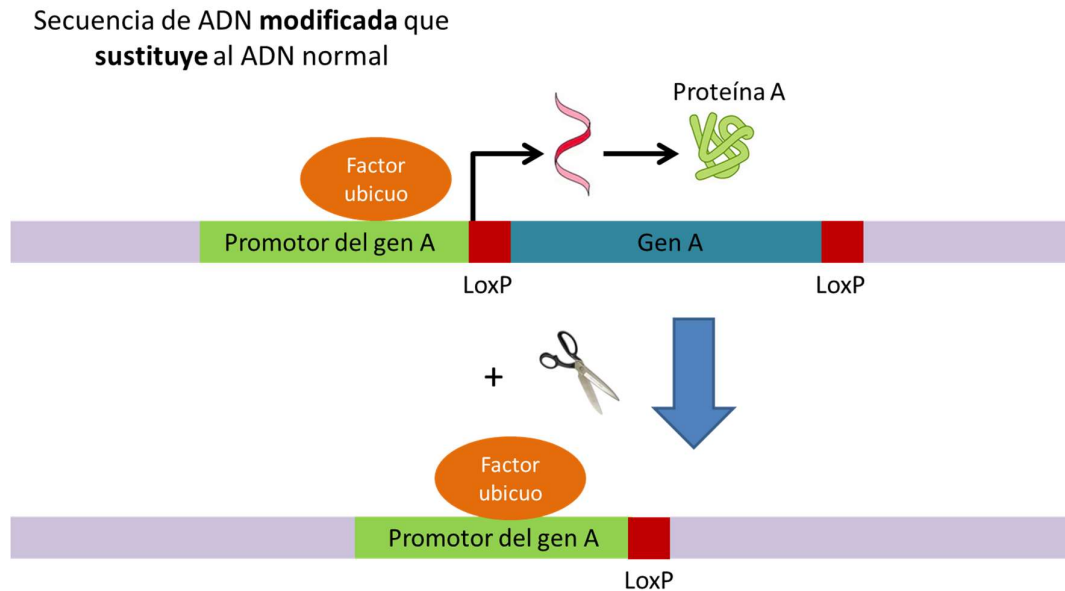 Secuencia de ADN modificada que
sustituye al ADN normal
Proteína A
Factor
ubicuo
Promotor del gen A
Gen A
LoxP
LoxP
+
Factor
ubicuo
Promotor del gen A
LoxP